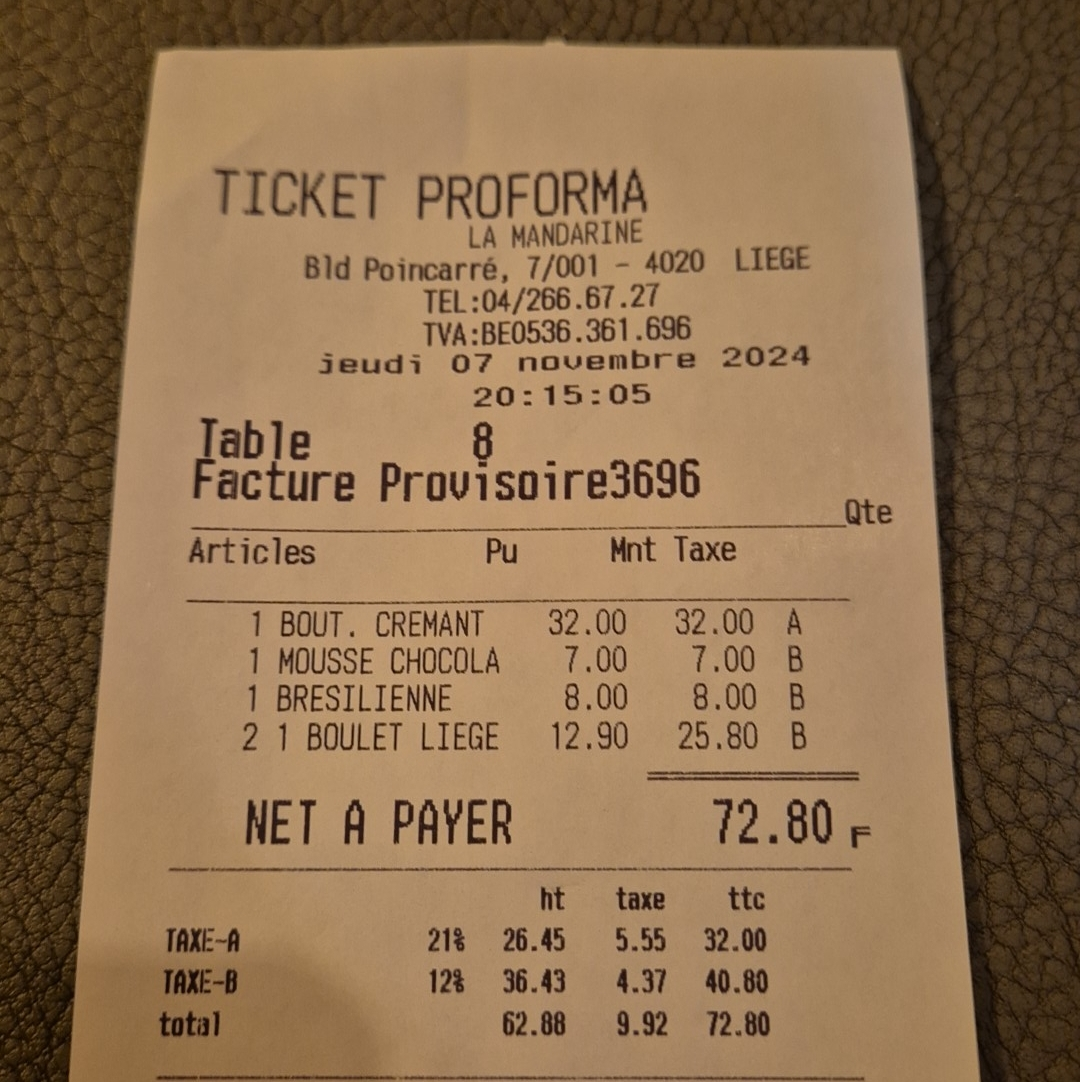 TICKET PROFORMA
LA MANDARINE
Bld Poincarré, 7/001 - 4020 LIEGE
TEL:04/266.67.27
TVA:BE0536.361.696
jeudi 07 novembre 2024
20:15:05
Table 8
Facture Provisoire3696
Qte
Articles Pu Mnt Taxe
1 BOUT. CREMANT 32.00 32.00 A
1 MOUSSE CHOCOLA 7.00 7.00 B
1 BRESILIENNE 8.00 8.00 B
2 1 BOULET LIEGE 12.90 25.80 B
NET A PAYER 72.80 F
ht taxe ttc
TAXE-A 21% 26.45 5.55 32.00
TAXE-B 12% 36.43 4.37 40.80
total 62.88 9.92 72.80